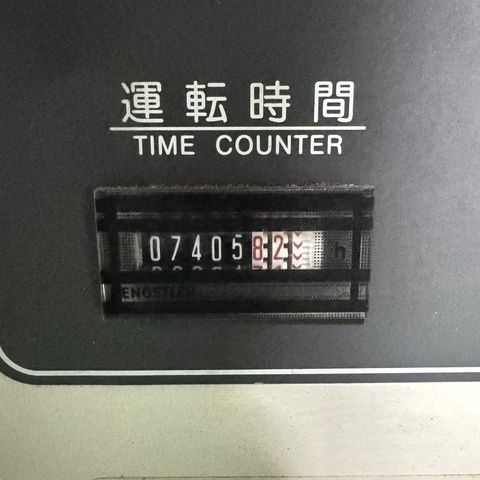 運転時間
TIME COUNTER
0740582 h
ENGSTLER